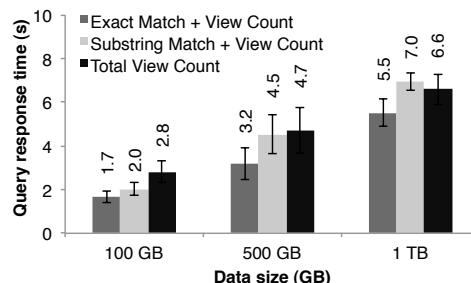 Query response time (s)
10
8
6
4
2
0
Exact Match + View Count
Substring Match + View Count
Total View Count
1.7
2.0
2.8
3.2
4.5
4.7
5.5
7.0
6.6
100 GB
500 GB
1 TB
Data size (GB)